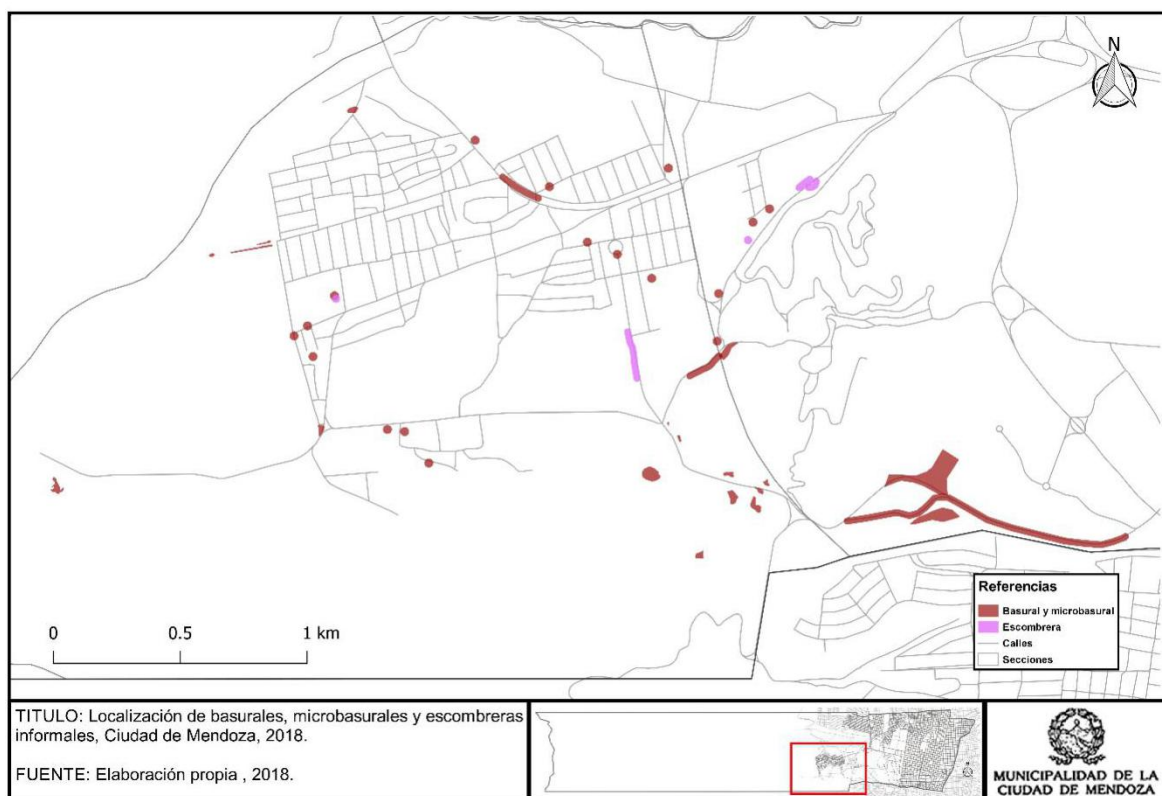 N
Referencias
Basural y microbasural
Escombrera
Calles
Secciones
0 0.5 1 km
TITULO: Localización de basurales, microbasurales y escombreras
informales, Ciudad de Mendoza, 2018.
FUENTE: Elaboración propia , 2018.
MUNICIPALIDAD DE LA
CIUDAD DE MENDOZA